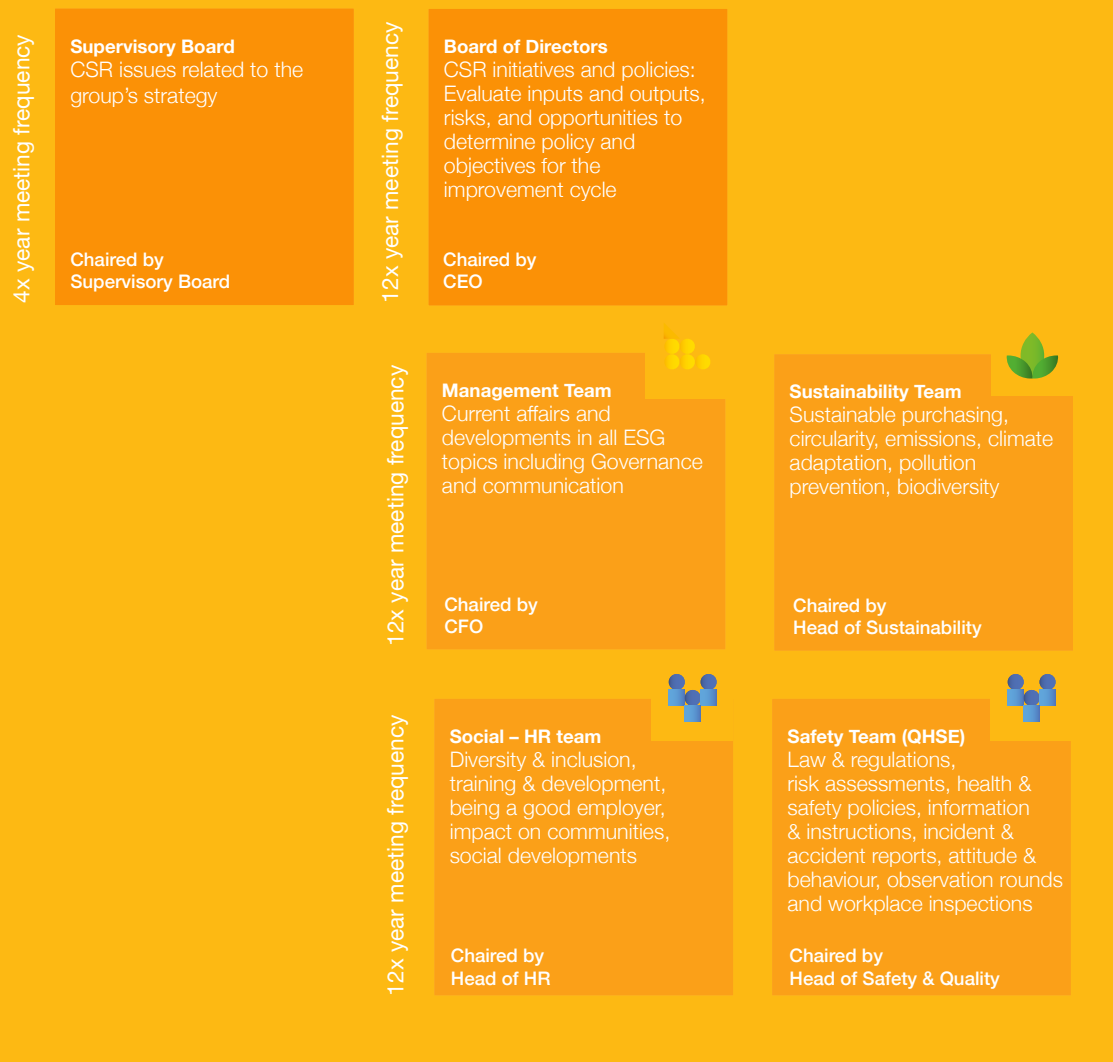 4x year meeting frequency
Supervisory Board
CSR issues related to the
group’s strategy
Chaired by
Supervisory Board
12x year meeting frequency
Board of Directors
CSR initiatives and policies:
Evaluate inputs and outputs,
risks, and opportunities to
determine policy and
objectives for the
improvement cycle
Chaired by
CEO
12x year meeting frequency
Management Team
Current affairs and
developments in all ESG
topics including Governance
and communication
Chaired by
CFO
Sustainability Team
Sustainable purchasing,
circularity, emissions, climate
adaptation, pollution
prevention, biodiversity
Chaired by
Head of Sustainability
12x year meeting frequency
Social – HR team
Diversity & inclusion,
training & development,
being a good employer,
impact on communities,
social developments
Chaired by
Head of HR
Safety Team (QHSE)
Law & regulations,
risk assessments, health &
safety policies, information
& instructions, incident &
accident reports, attitude &
behaviour, observation rounds
and workplace inspections
Chaired by
Head of Safety & Quality